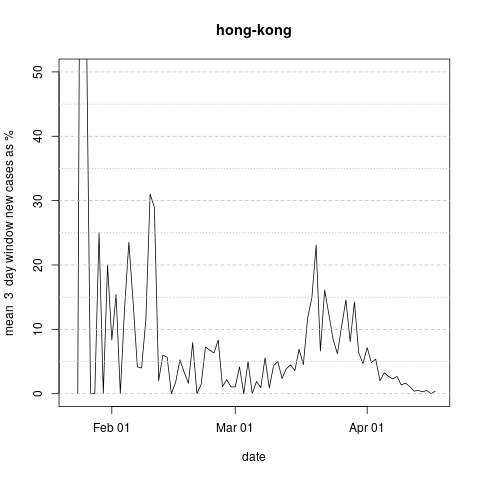 hong-kong
mean  3  day window new cases as %
50
40
30
20
10
0
Feb 01
Mar 01
Apr 01
date